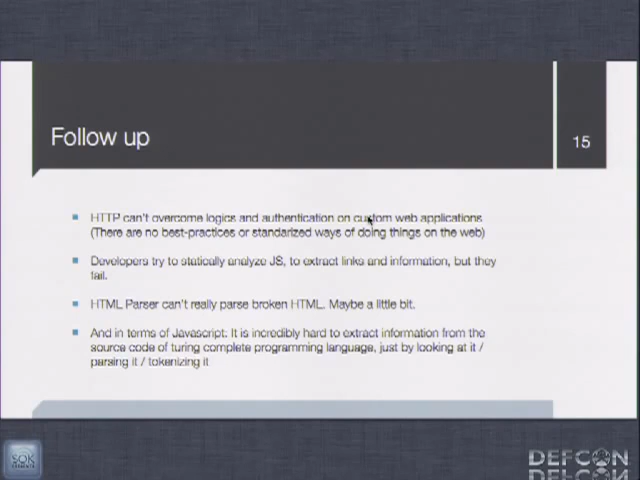 Follow up
15
HTTP can't overcome logics and authentication on custom web applications
(There are no best-practices or standarized ways of doing things on the web)
Developers try to statically analyze JS, to extract links and information, but they
fail.
HTML Parser can't really parse broken HTML. Maybe a little bit.
And in terms of Javascript: It is incredibly hard to extract information from the
source code of turing complete programming language, just by looking at it /
parsing it / tokenizing it
SOK
DEFCON